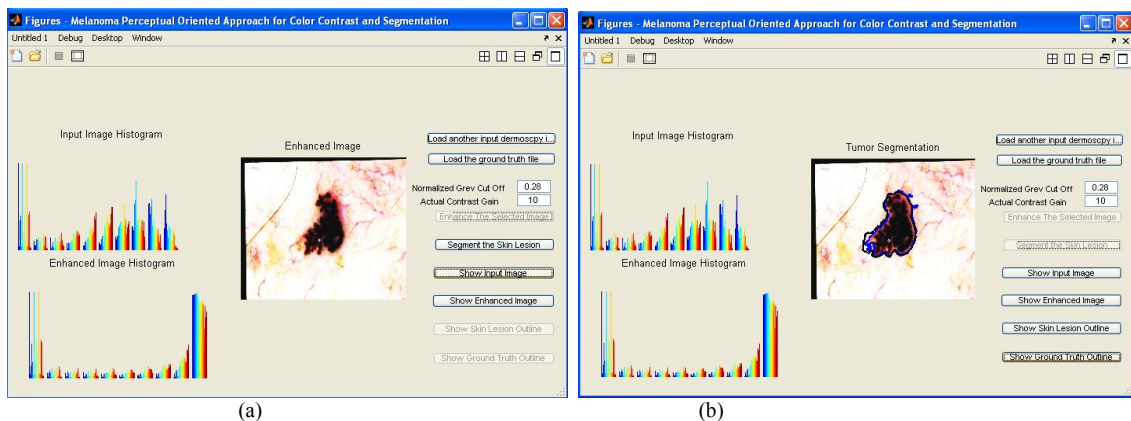 Figures - Melanoma Perceptual Oriented Approach for Color Contrast and Segmentation
Untitled 1 Debug Desktop Window
Input Image Histogram
Enhanced Image
Enhanced Image Histogram
Load another input dermoscpy i...
Load the ground truth file
Normalized Grey Cut Off 0.28
Actual Contrast Gain 10
Enhance The Selected Image
Segment the Skin Lesion
Show Input Image
Show Enhanced Image
Show Skin Lesion Outline
Show Ground Truth Outline
(a)
Figures - Melanoma Perceptual Oriented Approach for Color Contrast and Segmentation
Untitled 1 Debug Desktop Window
Input Image Histogram
Tumor Segmentation
Enhanced Image Histogram
Load another input dermoscpy i...
Load the ground truth file
Normalized Grey Cut Off 0.28
Actual Contrast Gain 10
Enhance The Selected Image
Segment the Skin Lesion
Show Input Image
Show Enhanced Image
Show Skin Lesion Outline
Show Ground Truth Outline
(b)